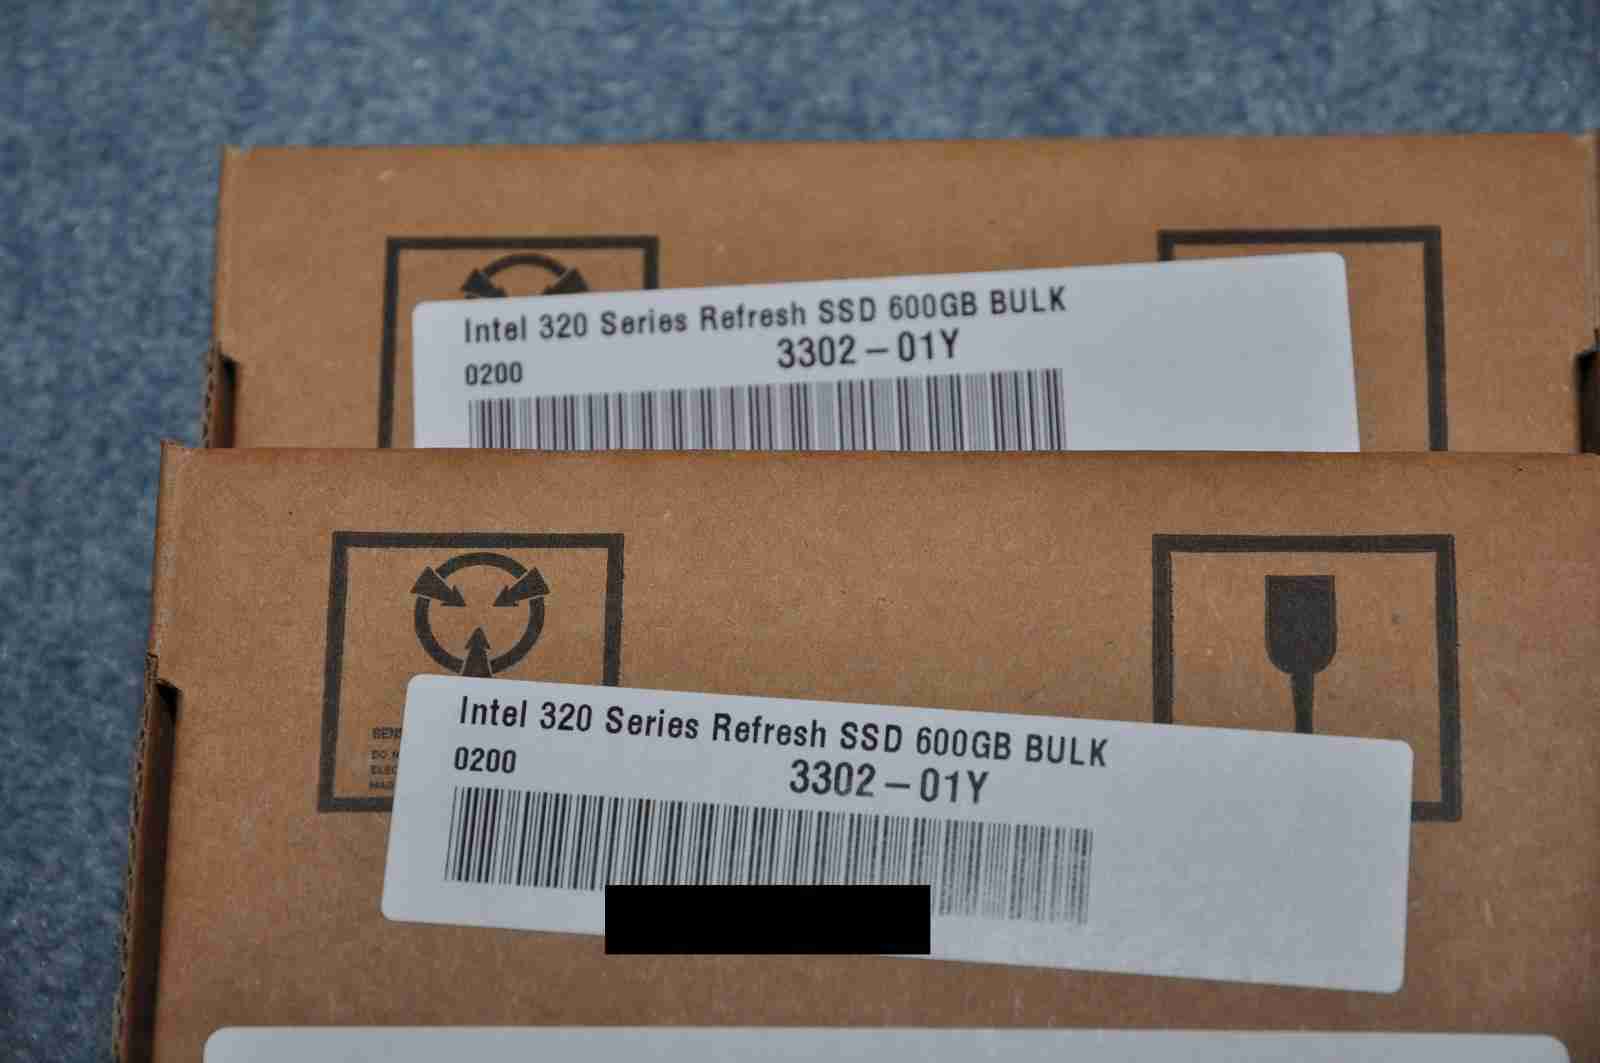 Intel 320 Series Refresh SSD 600GB BULK
0200 3302-01Y
Intel 320 Series Refresh SSD 600GB BULK
0200 3302-01Y